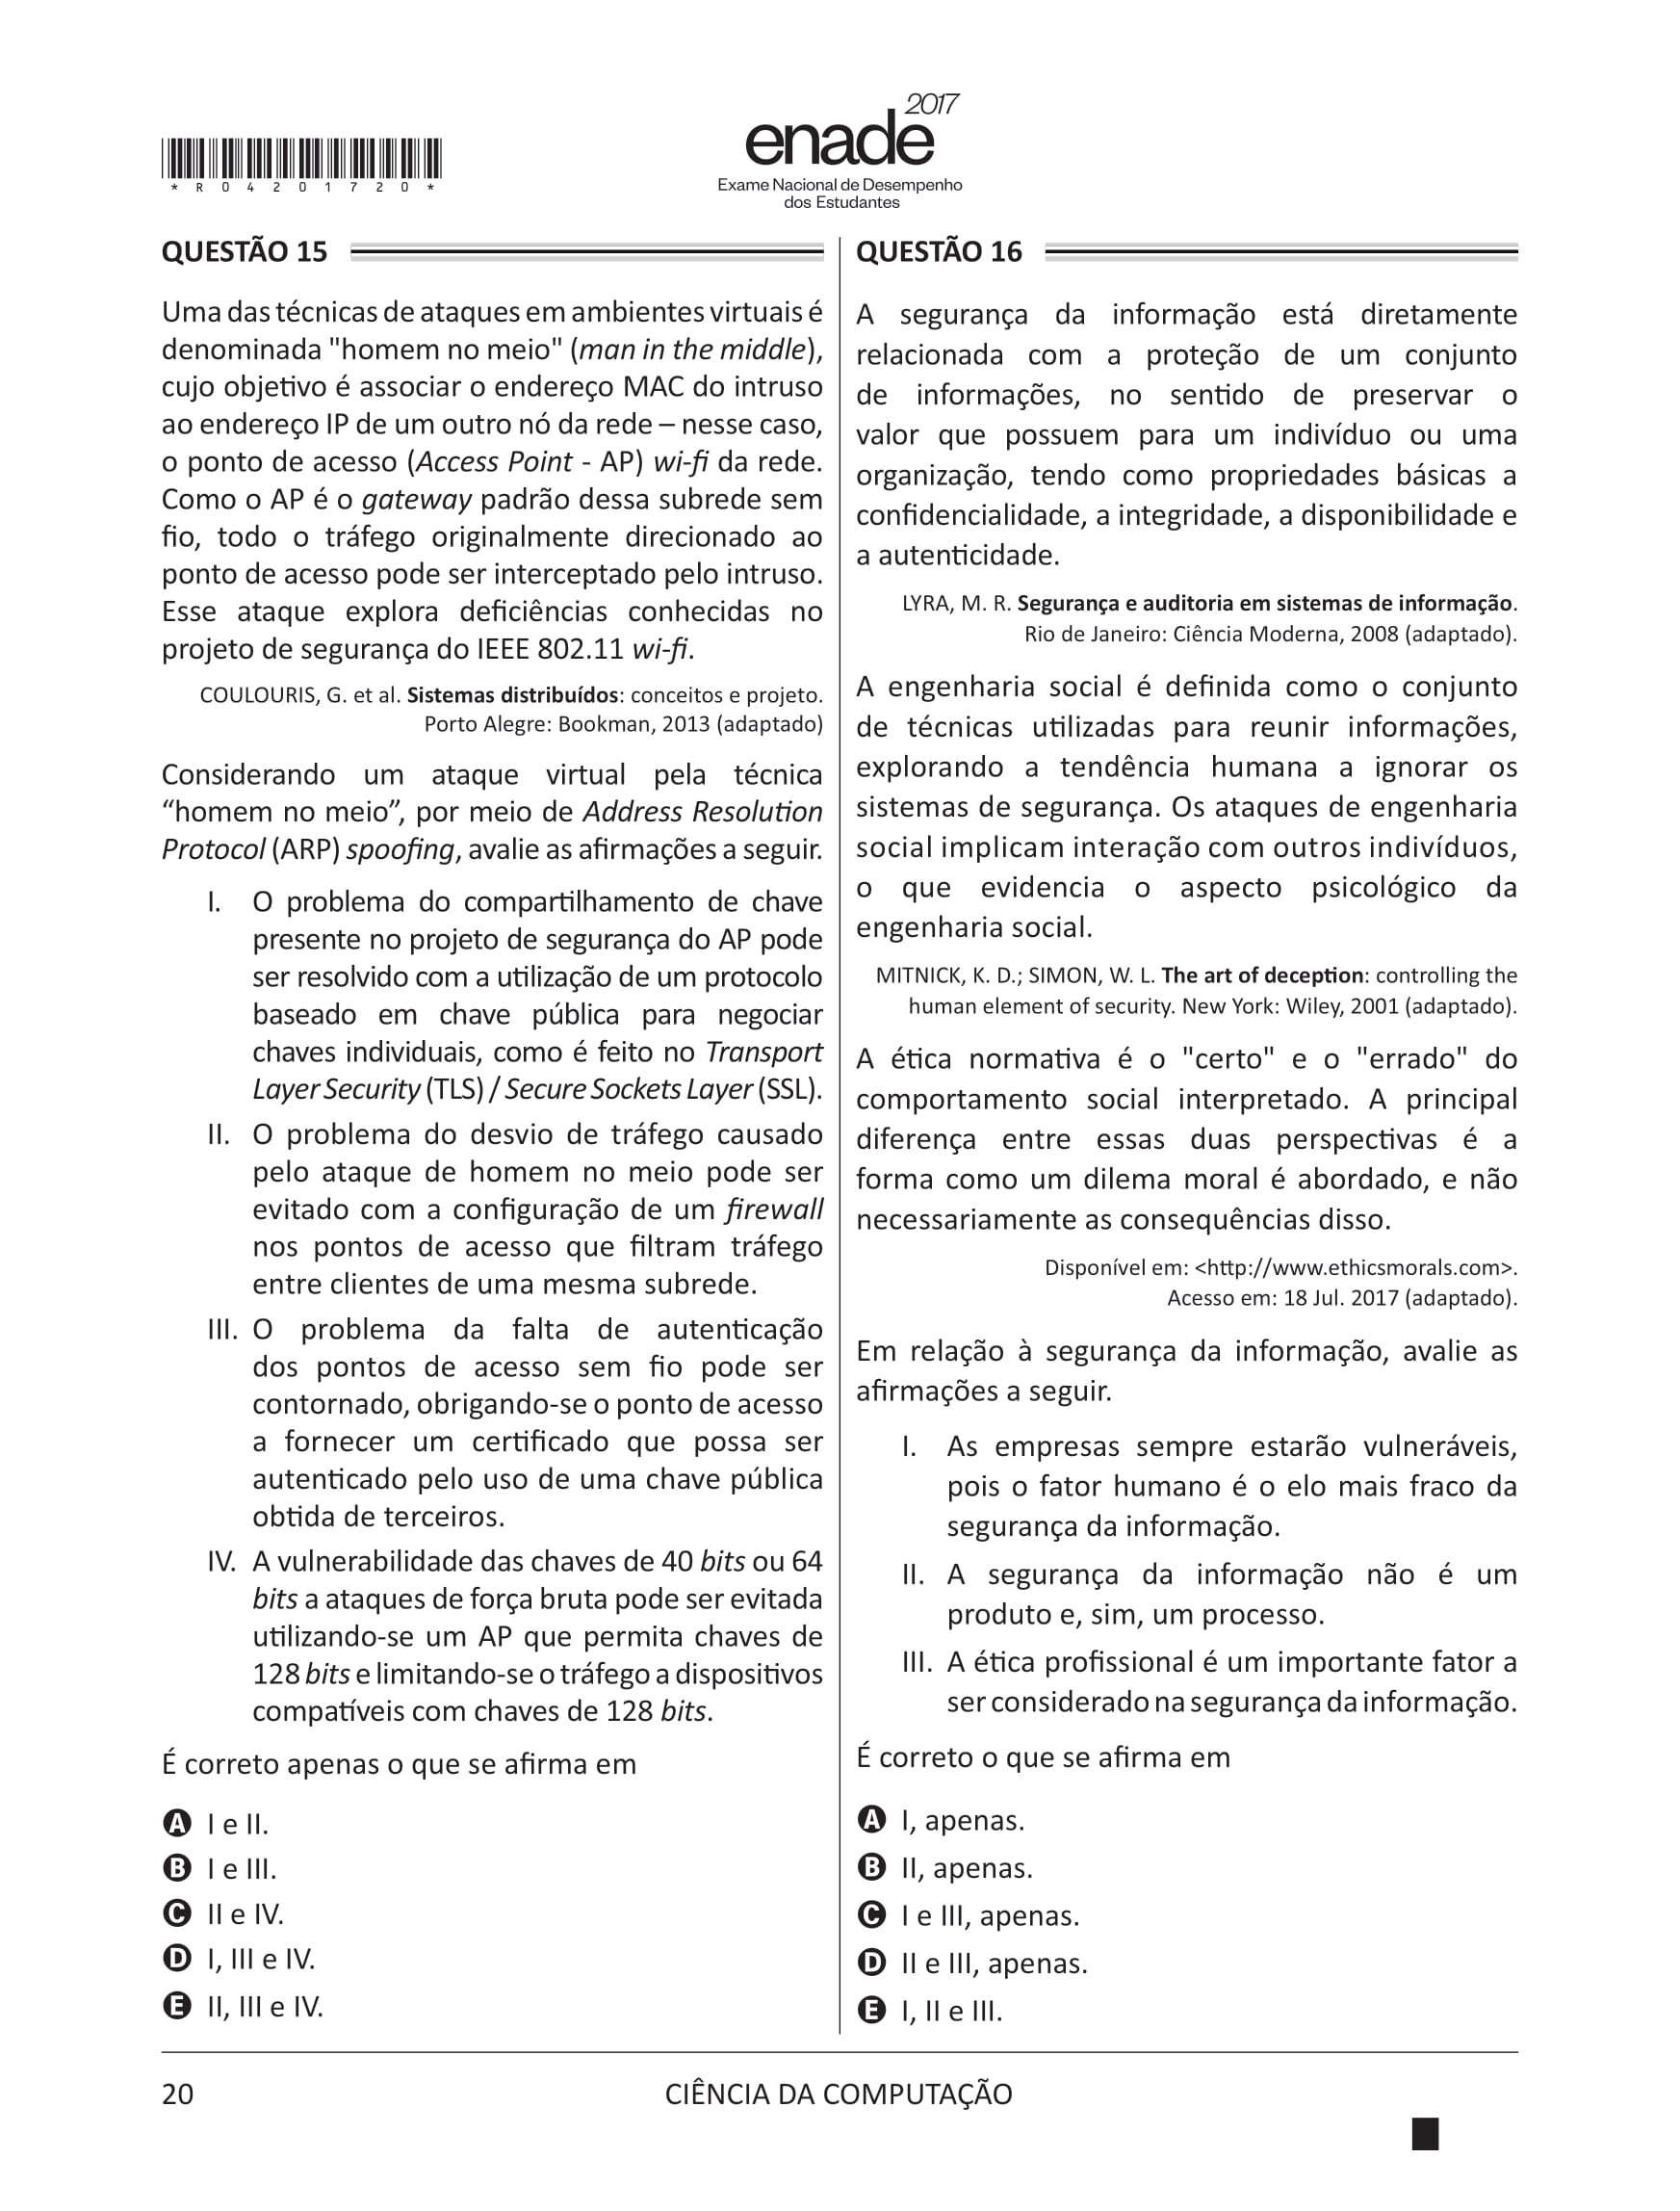 enade 2017
Exame Nacional de Desempenho
dos Estudantes
* R 0 4 2 0 1 7 2 0 *
QUESTÃO 15
Uma das técnicas de ataques em ambientes virtuais é
denominada "homem no meio" (man in the middle),
cujo objetivo é associar o endereço MAC do intruso
ao endereço IP de um outro nó da rede – nesse caso,
o ponto de acesso (Access Point - AP) wi-fi da rede.
Como o AP é o gateway padrão dessa subrede sem
fio, todo o tráfego originalmente direcionado ao
ponto de acesso pode ser interceptado pelo intruso.
Esse ataque explora deficiências conhecidas no
projeto de segurança do IEEE 802.11 wi-fi.
COULOURIS, G. et al. Sistemas distribuídos: conceitos e projeto.
Porto Alegre: Bookman, 2013 (adaptado)
Considerando um ataque virtual pela técnica
“homem no meio”, por meio de Address Resolution
Protocol (ARP) spoofing, avalie as afirmações a seguir.
I. O problema do compartilhamento de chave
presente no projeto de segurança do AP pode
ser resolvido com a utilização de um protocolo
baseado em chave pública para negociar
chaves individuais, como é feito no Transport
Layer Security (TLS) / Secure Sockets Layer (SSL).
II. O problema do desvio de tráfego causado
pelo ataque de homem no meio pode ser
evitado com a configuração de um firewall
nos pontos de acesso que filtram tráfego
entre clientes de uma mesma subrede.
III. O problema da falta de autenticação
dos pontos de acesso sem fio pode ser
contornado, obrigando-se o ponto de acesso
a fornecer um certificado que possa ser
autenticado pelo uso de uma chave pública
obtida de terceiros.
IV. A vulnerabilidade das chaves de 40 bits ou 64
bits a ataques de força bruta pode ser evitada
utilizando-se um AP que permita chaves de
128 bits e limitando-se o tráfego a dispositivos
compatíveis com chaves de 128 bits.
É correto apenas o que se afirma em
A I e II.
B I e III.
C II e IV.
D I, III e IV.
E II, III e IV.
QUESTÃO 16
A segurança da informação está diretamente
relacionada com a proteção de um conjunto
de informações, no sentido de preservar o
valor que possuem para um indivíduo ou uma
organização, tendo como propriedades básicas a
confidencialidade, a integridade, a disponibilidade e
a autenticidade.
LYRA, M. R. Segurança e auditoria em sistemas de informação.
Rio de Janeiro: Ciência Moderna, 2008 (adaptado).
A engenharia social é definida como o conjunto
de técnicas utilizadas para reunir informações,
explorando a tendência humana a ignorar os
sistemas de segurança. Os ataques de engenharia
social implicam interação com outros indivíduos,
o que evidencia o aspecto psicológico da
engenharia social.
MITNICK, K. D.; SIMON, W. L. The art of deception: controlling the
human element of security. New York: Wiley, 2001 (adaptado).
A ética normativa é o "certo" e o "errado" do
comportamento social interpretado. A principal
diferença entre essas duas perspectivas é a
forma como um dilema moral é abordado, e não
necessariamente as consequências disso.
Disponível em: <http://www.ethicsmorals.com>.
Acesso em: 18 Jul. 2017 (adaptado).
Em relação à segurança da informação, avalie as
afirmações a seguir.
I. As empresas sempre estarão vulneráveis,
pois o fator humano é o elo mais fraco da
segurança da informação.
II. A segurança da informação não é um
produto e, sim, um processo.
III. A ética profissional é um importante fator a
ser considerado na segurança da informação.
É correto o que se afirma em
A I, apenas.
B II, apenas.
C I e III, apenas.
D II e III, apenas.
E I, II e III.
20
CIÊNCIA DA COMPUTAÇÃO